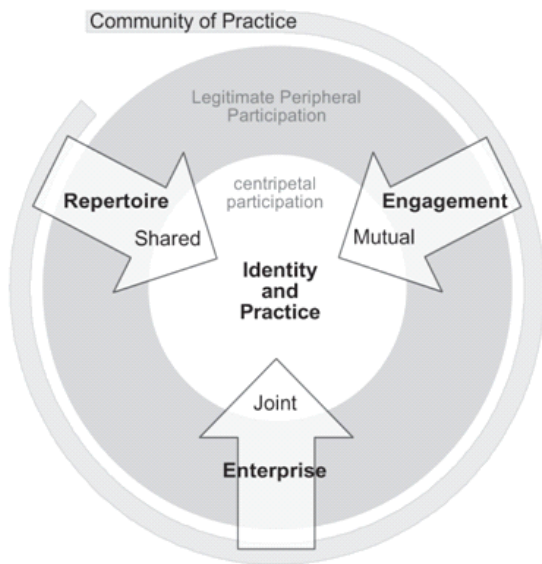 Community of Practice
Legitimate Peripheral
Participation
centripetal
participation
Repertoire
Shared
Engagement
Mutual
Identity
and
Practice
Joint
Enterprise